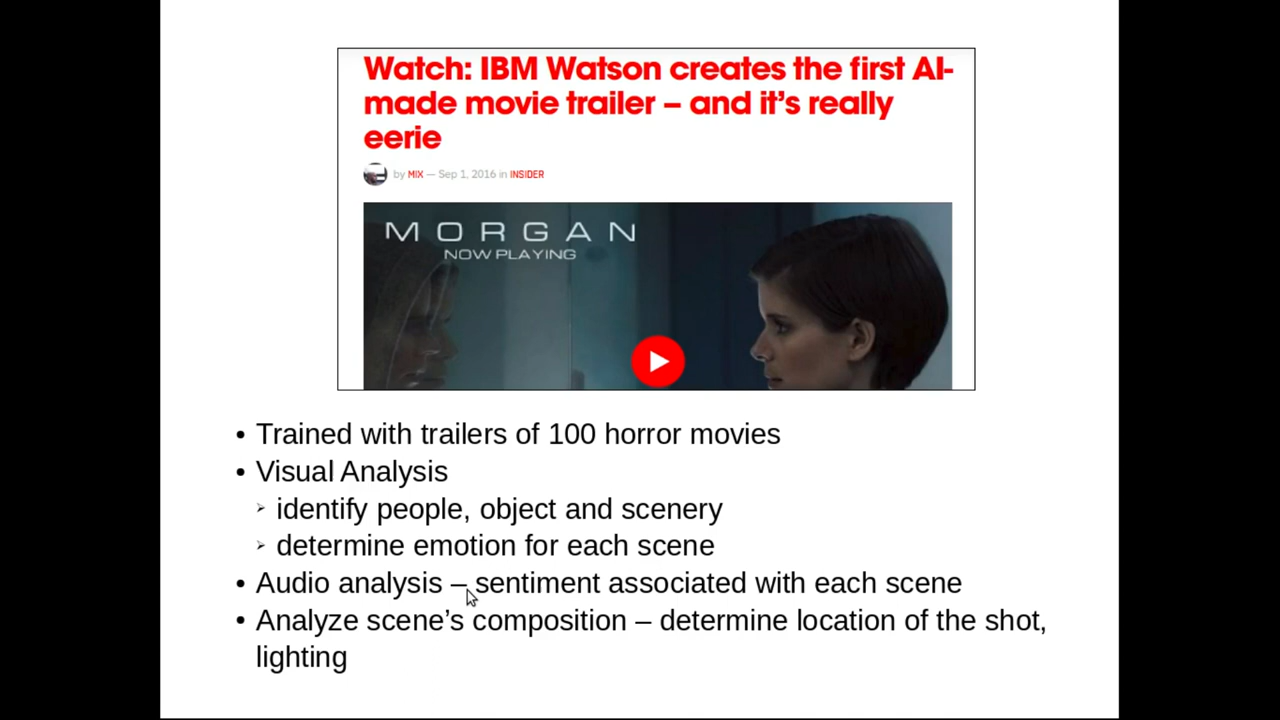 Watch: IBM Watson creates the first AI-
made movie trailer – and it's really
eerie
by MIX — Sep 1, 2016 in INSIDER
MORGAN
NOW PLAYING
• Trained with trailers of 100 horror movies
• Visual Analysis
➢ identify people, object and scenery
➢ determine emotion for each scene
• Audio analysis – sentiment associated with each scene
• Analyze scene’s composition – determine location of the shot,
lighting